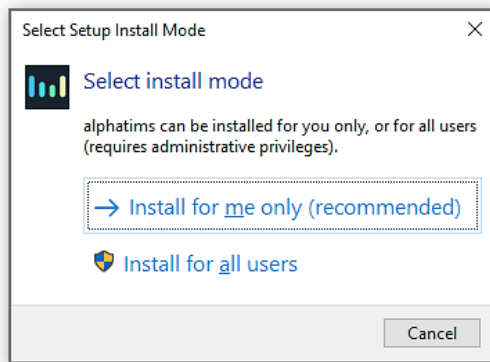 Select Setup Install Mode
Select install mode
alphatims can be installed for you only, or for all users
(requires administrative privileges).
Install for me only (recommended)
Install for all users
Cancel